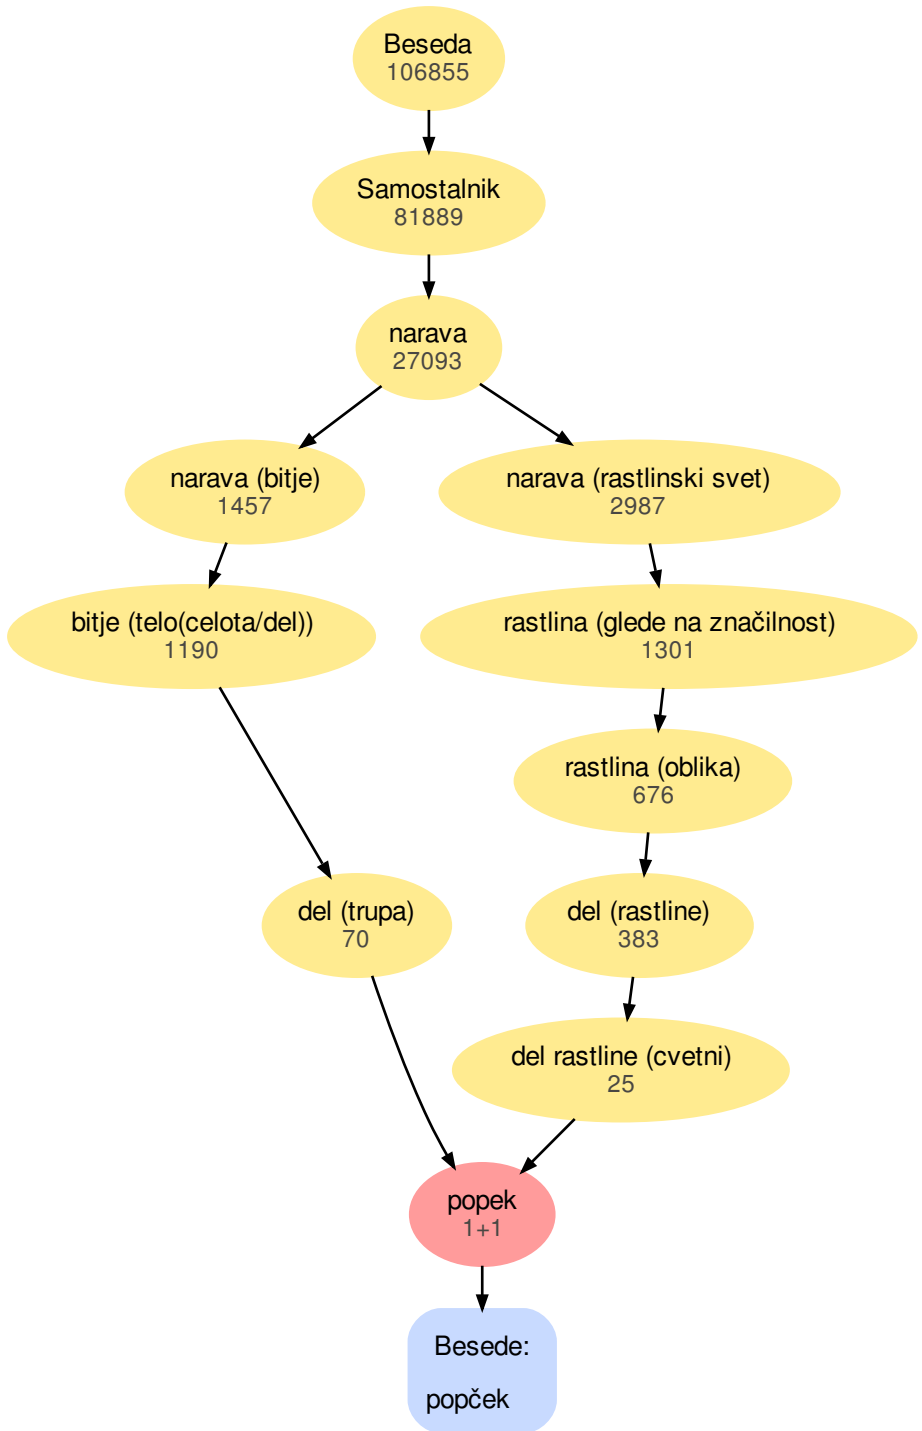 Beseda
106855
Samostalnik
81889
narava
27093
narava (bitje)
1457
narava (rastlinski svet)
2987
bitje (telo(celota/del))
1190
rastlina (glede na značilnost)
1301
rastlina (oblika)
676
del (trupa)
70
del (rastline)
383
del rastline (cvetni)
25
popek
1+1
Besede:
popček